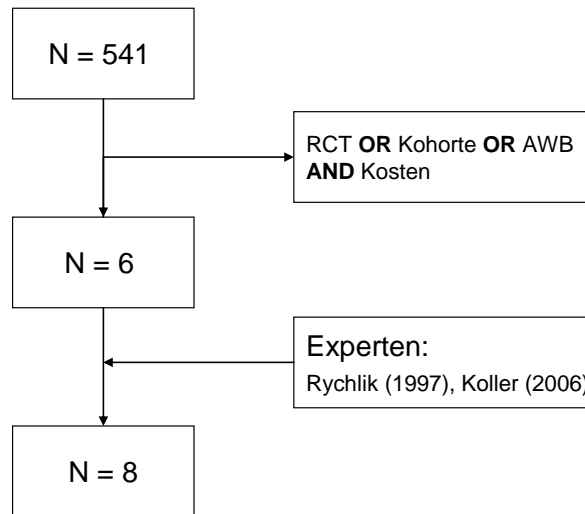 N = 541
RCT OR Kohorte OR AWB
AND Kosten
N = 6
Experten:
Rychlik (1997), Koller (2006)
N = 8